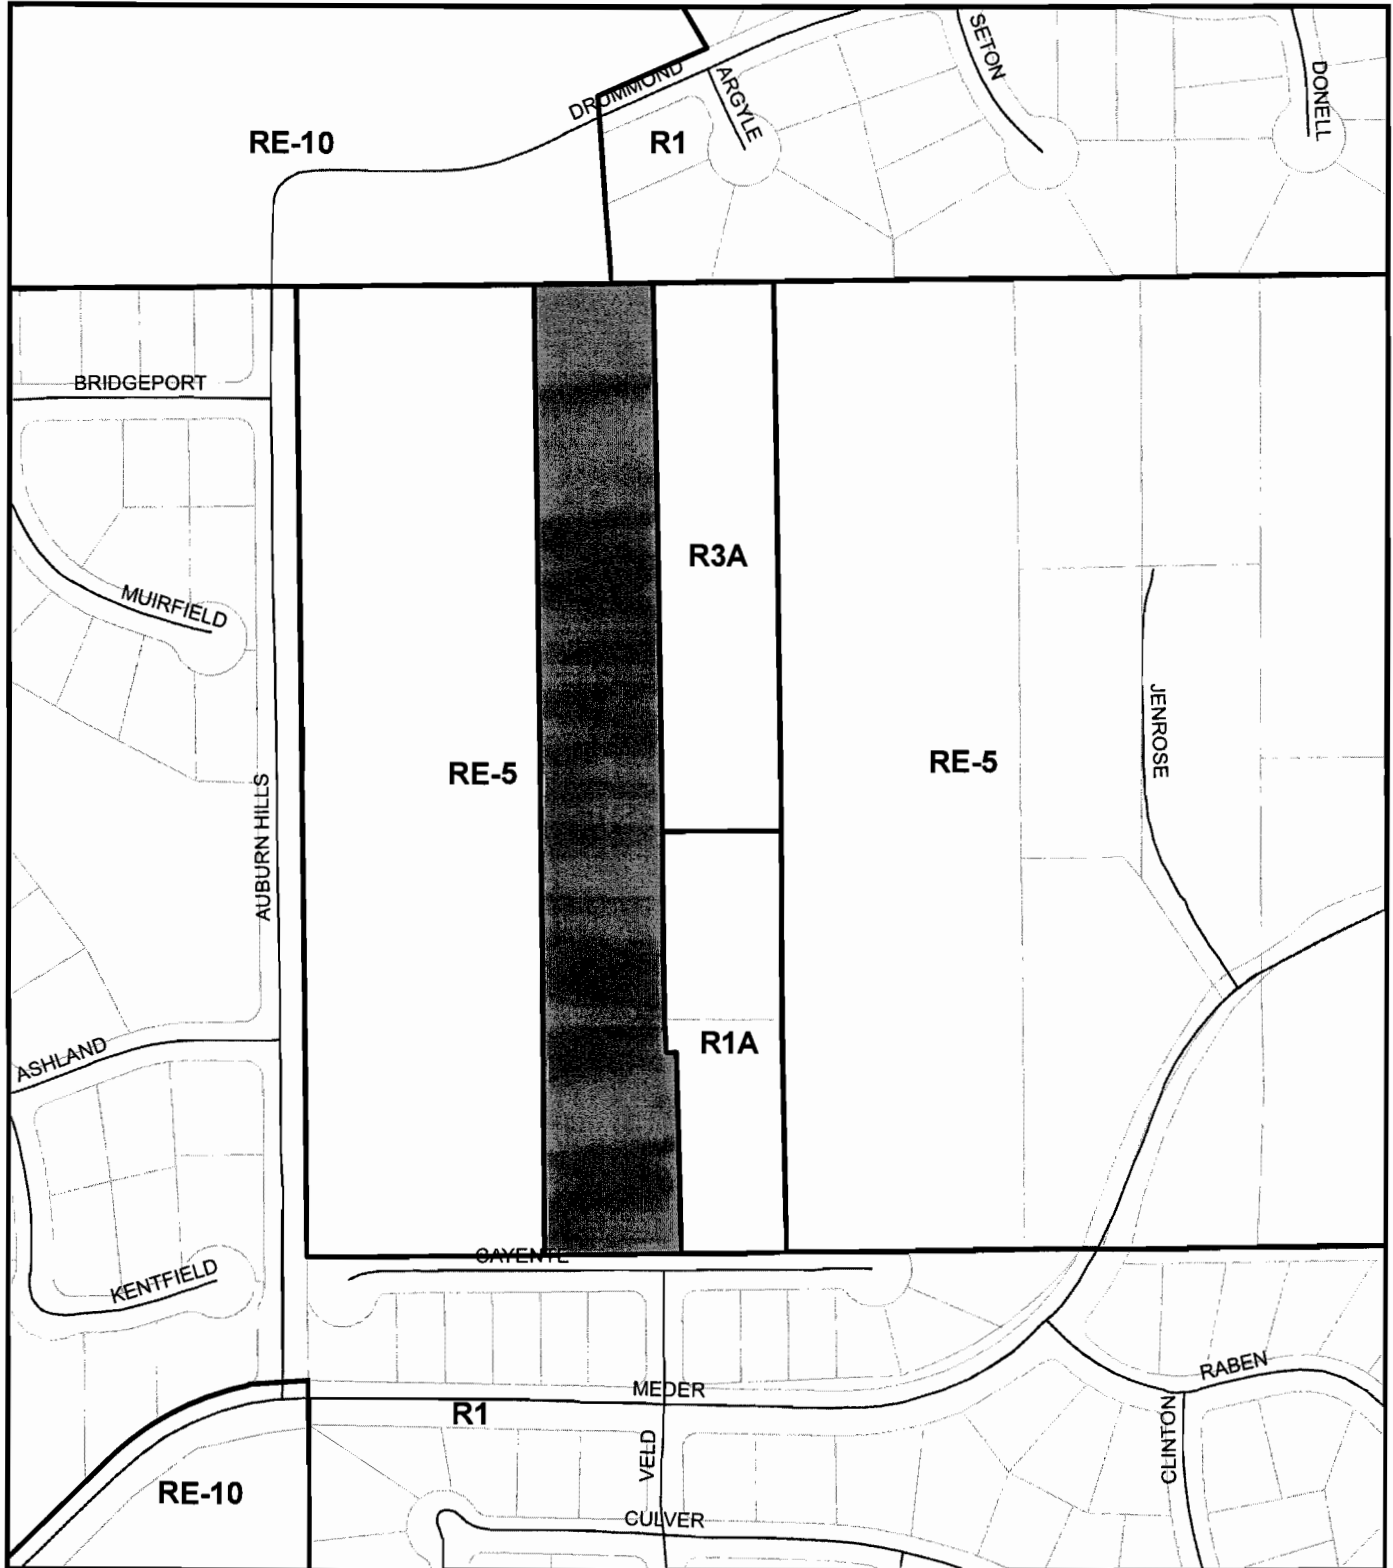 SETON
DRUMMOND
ARGYLE
DONELL
RE-10
R1
BRIDGEPORT
R3A
MUIRFIELD
JENROSE
RE-5
RE-5
AUBURN HILLS
ASHLAND
R1A
CAYENTE
KENTFIELD
RABEN
MEDER
R1
CLINTON
VELD
RE-10
CULVER